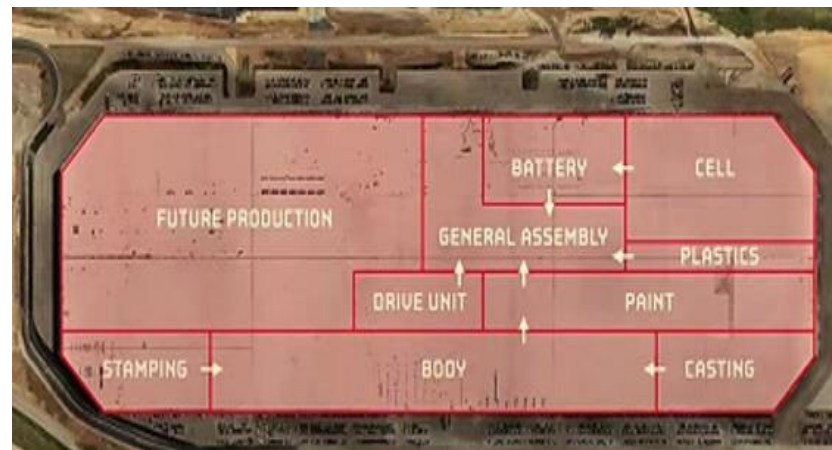 BATTERY
CELL
FUTURE PRODUCTION
GENERAL ASSEMBLY
PLASTICS
DRIVE UNIT
PAINT
STAMPING
BODY
CASTING